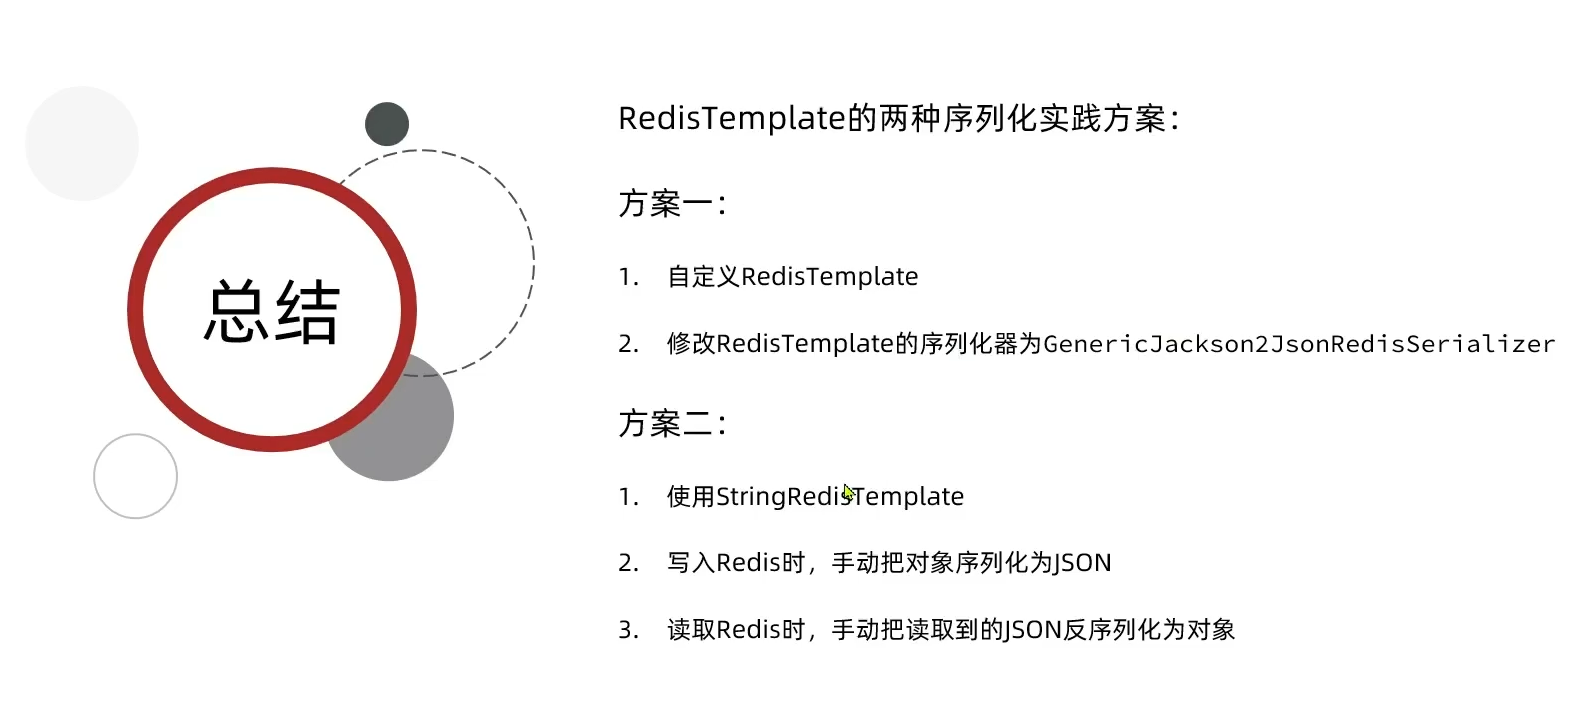 总结
RedisTemplate的两种序列化实践方案：
方案一：
1. 自定义RedisTemplate
2. 修改RedisTemplate的序列化器为GenericJackson2JsonRedisSerializer
方案二：
1. 使用StringRedisTemplate
2. 写入Redis时，手动把对象序列化为JSON
3. 读取Redis时，手动把读取到的JSON反序列化为对象